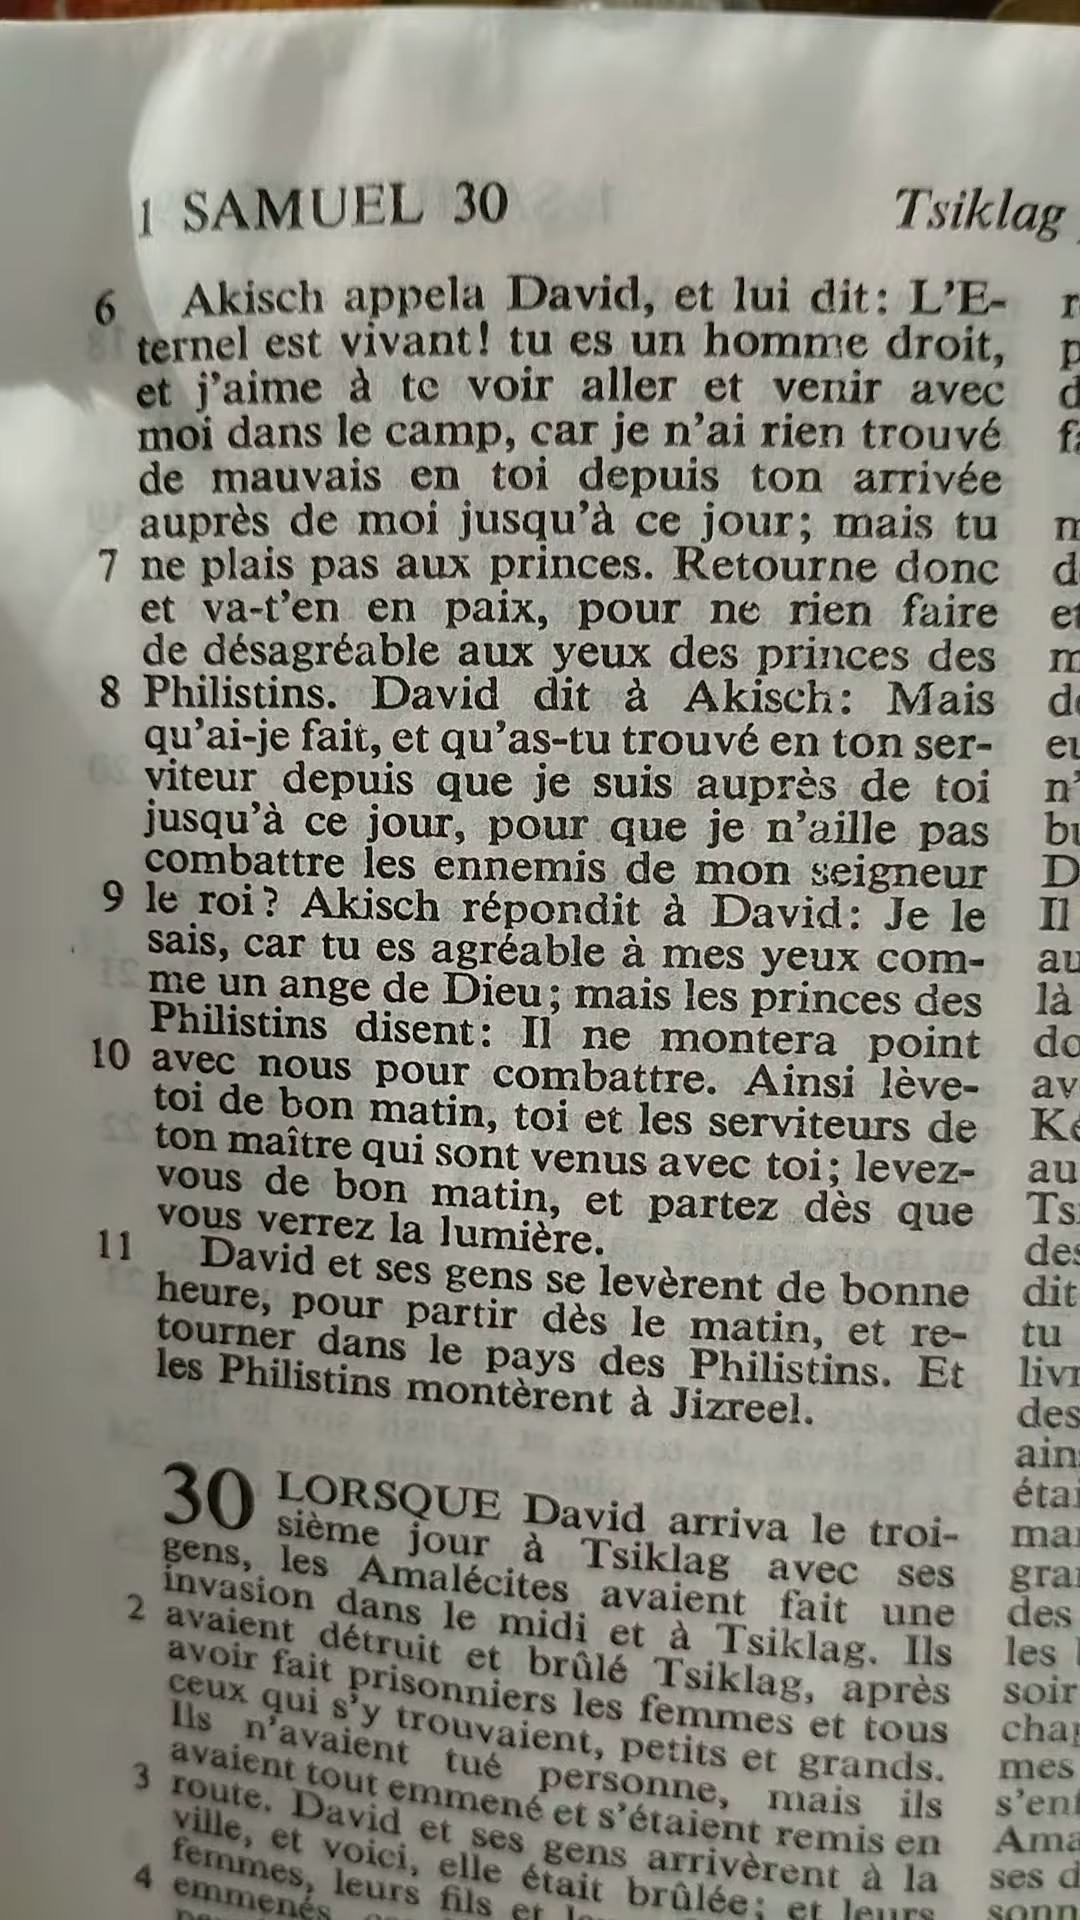 1 SAMUEL 30
Tsiklag
6 Akisch appela David, et lui dit: L'E-
ternel est vivant! tu es un homme droit,
et j'aime à te voir aller et venir avec
moi dans le camp, car je n'ai rien trouvé
de mauvais en toi depuis ton arrivée
auprès de moi jusqu'à ce jour; mais tu
7 ne plais pas aux princes. Retourne donc
et va-t'en en paix, pour ne rien faire
de désagréable aux yeux des princes des
8 Philistins. David dit à Akisch: Mais
qu'ai-je fait, et qu'as-tu trouvé en ton ser-
viteur depuis que je suis auprès de toi
jusqu'à ce jour, pour que je n'aille pas
combattre les ennemis de mon seigneur
9 le roi? Akisch répondit à David: Je le
sais, car tu es agréable à mes yeux com-
me un ange de Dieu; mais les princes des
Philistins disent: Il ne montera point
10 avec nous pour combattre. Ainsi lève-
toi de bon matin, toi et les serviteurs de
ton maître qui sont venus avec toi; levez-
vous de bon matin, et partez dès que
vous verrez la lumière.
11 David et ses gens se levèrent de bonne
heure, pour partir dès le matin, et re-
tourner dans le pays des Philistins. Et
les Philistins montèrent à Jizreel.
30 LORSQUE David arriva le troi-
sième jour à Tsiklag avec ses
gens, les Amalécites avaient fait une
invasion dans le midi et à Tsiklag. Ils
2 avaient détruit et brûlé Tsiklag, après
avoir fait prisonniers les femmes et tous
ceux qui s'y trouvaient, petits et grands.
Ils n'avaient tué personne, mais ils
avaient tout emmené et s'étaient remis en
3 route. David et ses gens arrivèrent à la
ville, et voici, elle était brûlée; et leurs
femmes, leurs fils et
4 emmenés
Il
là
au
des
dit
tu
des
des
les
soir
mes
ses